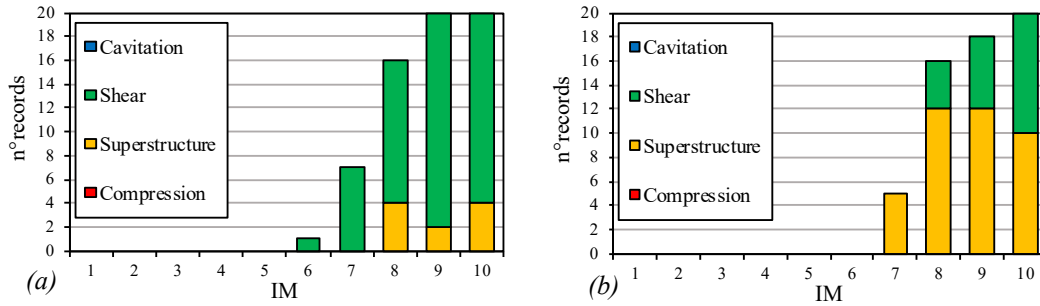 20
18
16
14
12
10
8
6
4
2
0
n°records
Cavitation
Shear
Superstructure
Compression
1 2 3 4 5 6 7 8 9 10
IM
(a)
20
18
16
14
12
10
8
6
4
2
0
n°records
Cavitation
Shear
Superstructure
Compression
1 2 3 4 5 6 7 8 9 10
IM
(b)